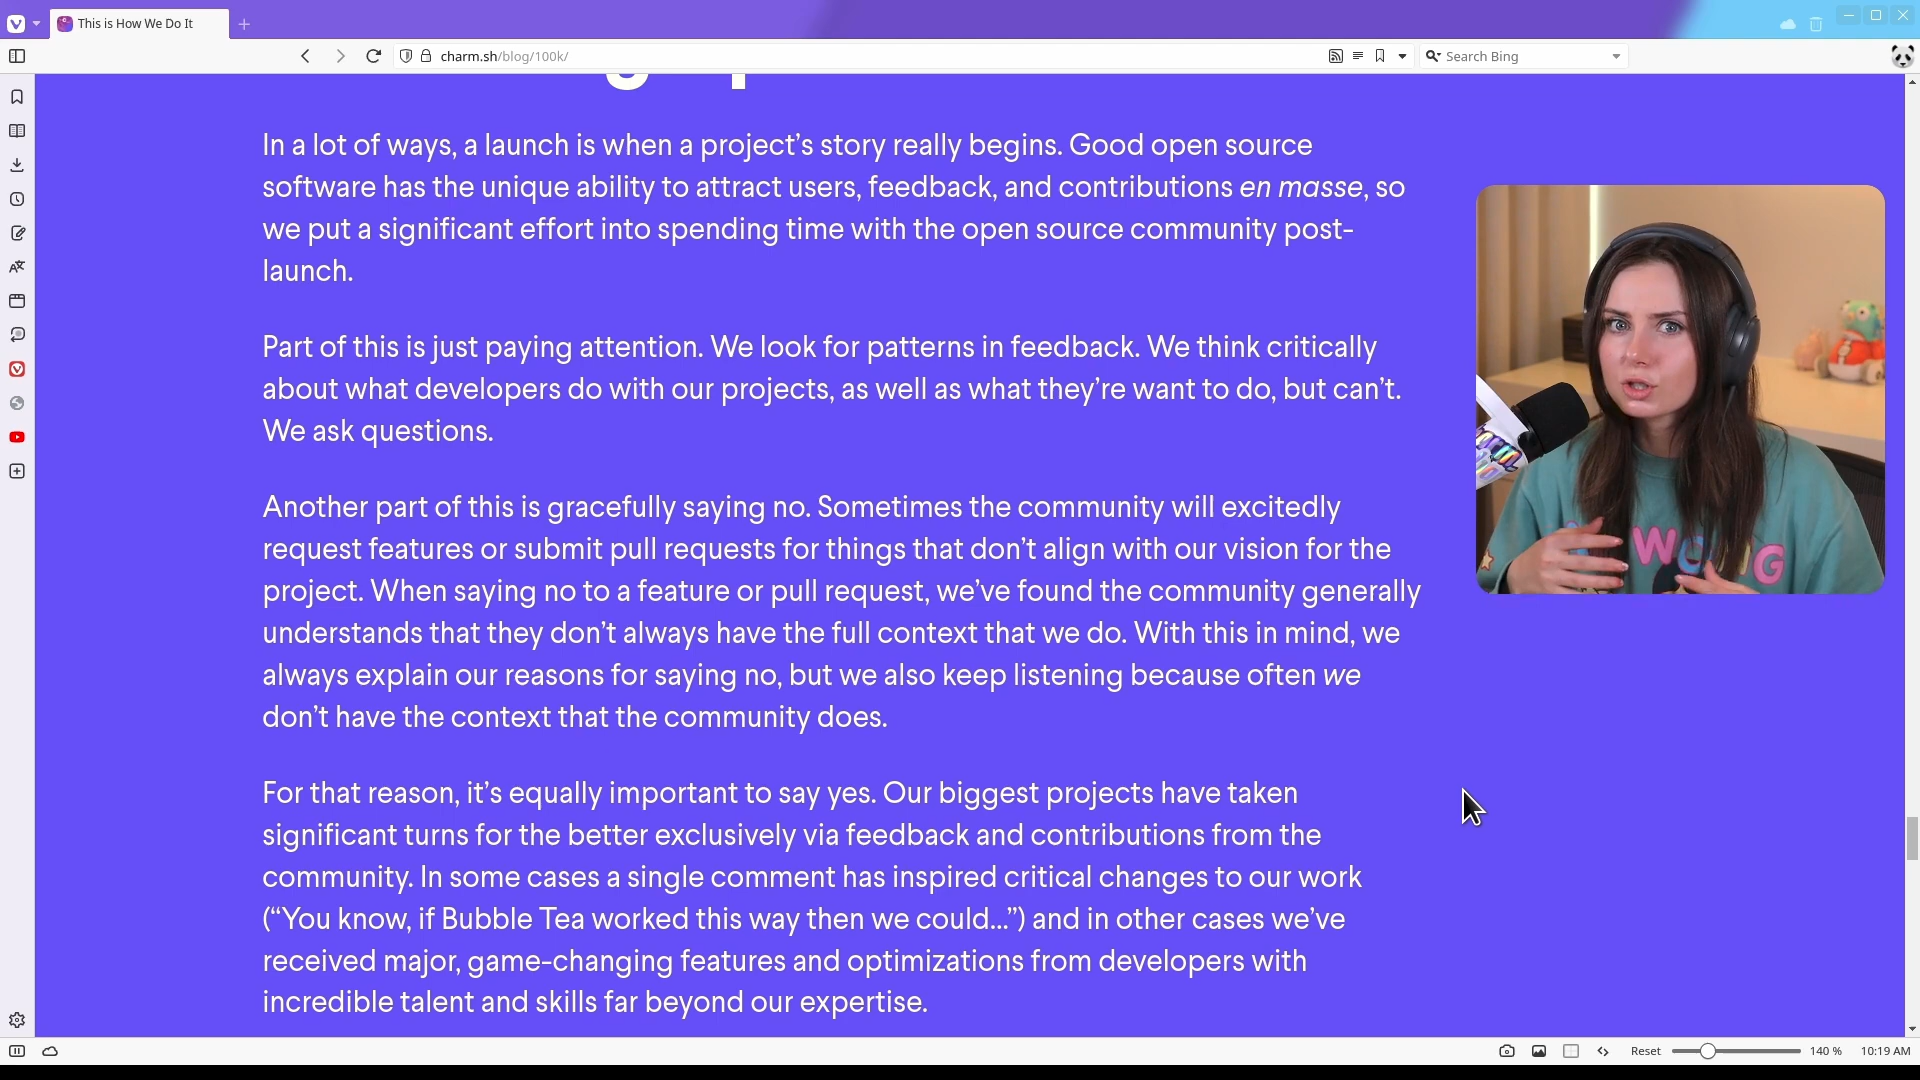 This is How We Do It
charm.sh/blog/100k/
Search Bing
In a lot of ways, a launch is when a project’s story really begins. Good open source
software has the unique ability to attract users, feedback, and contributions en masse, so
we put a significant effort into spending time with the open source community post-
launch.
Part of this is just paying attention. We look for patterns in feedback. We think critically
about what developers do with our projects, as well as what they’re want to do, but can’t.
We ask questions.
Another part of this is gracefully saying no. Sometimes the community will excitedly
request features or submit pull requests for things that don’t align with our vision for the
project. When saying no to a feature or pull request, we’ve found the community generally
understands that they don’t always have the full context that we do. With this in mind, we
always explain our reasons for saying no, but we also keep listening because often we
don’t have the context that the community does.
For that reason, it’s equally important to say yes. Our biggest projects have taken
significant turns for the better exclusively via feedback and contributions from the
community. In some cases a single comment has inspired critical changes to our work
(“You know, if Bubble Tea worked this way then we could...”) and in other cases we’ve
received major, game-changing features and optimizations from developers with
incredible talent and skills far beyond our expertise.
Reset 140 % 10:19 AM